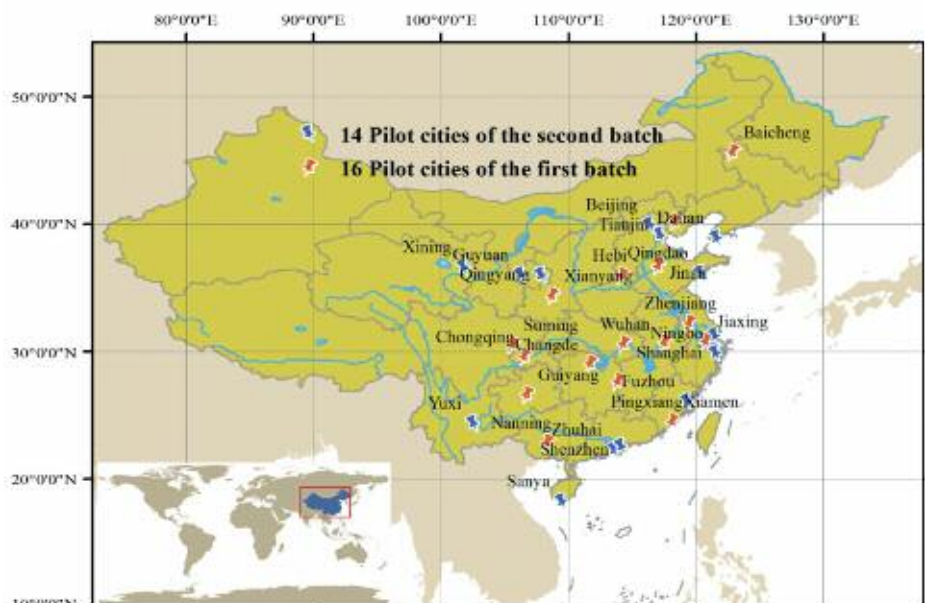 80°0'0"E 90°0'0"E 100°0'0"E 110°0'0"E 120°0'0"E 130°0'0"E
50°0'0"N
14 Pilot cities of the second batch
16 Pilot cities of the first batch
Baicheng
Beijing
40°0'0"N
Tianjin
Xining
Guyuan
Hebi
Qingdao
Qingyang
Xianyang
Zhenjiang
Wuhan
Jiaxing
Chongqing
Suining
Ningbo
30°0'0"N
Changde
Shanghai
Guiyang
Fuzhou
Yuxi
Pingxiang
Xiamen
Nanning
Zhuhai
Shenzhen
20°0'0"N
Sanya
10°0'0"N